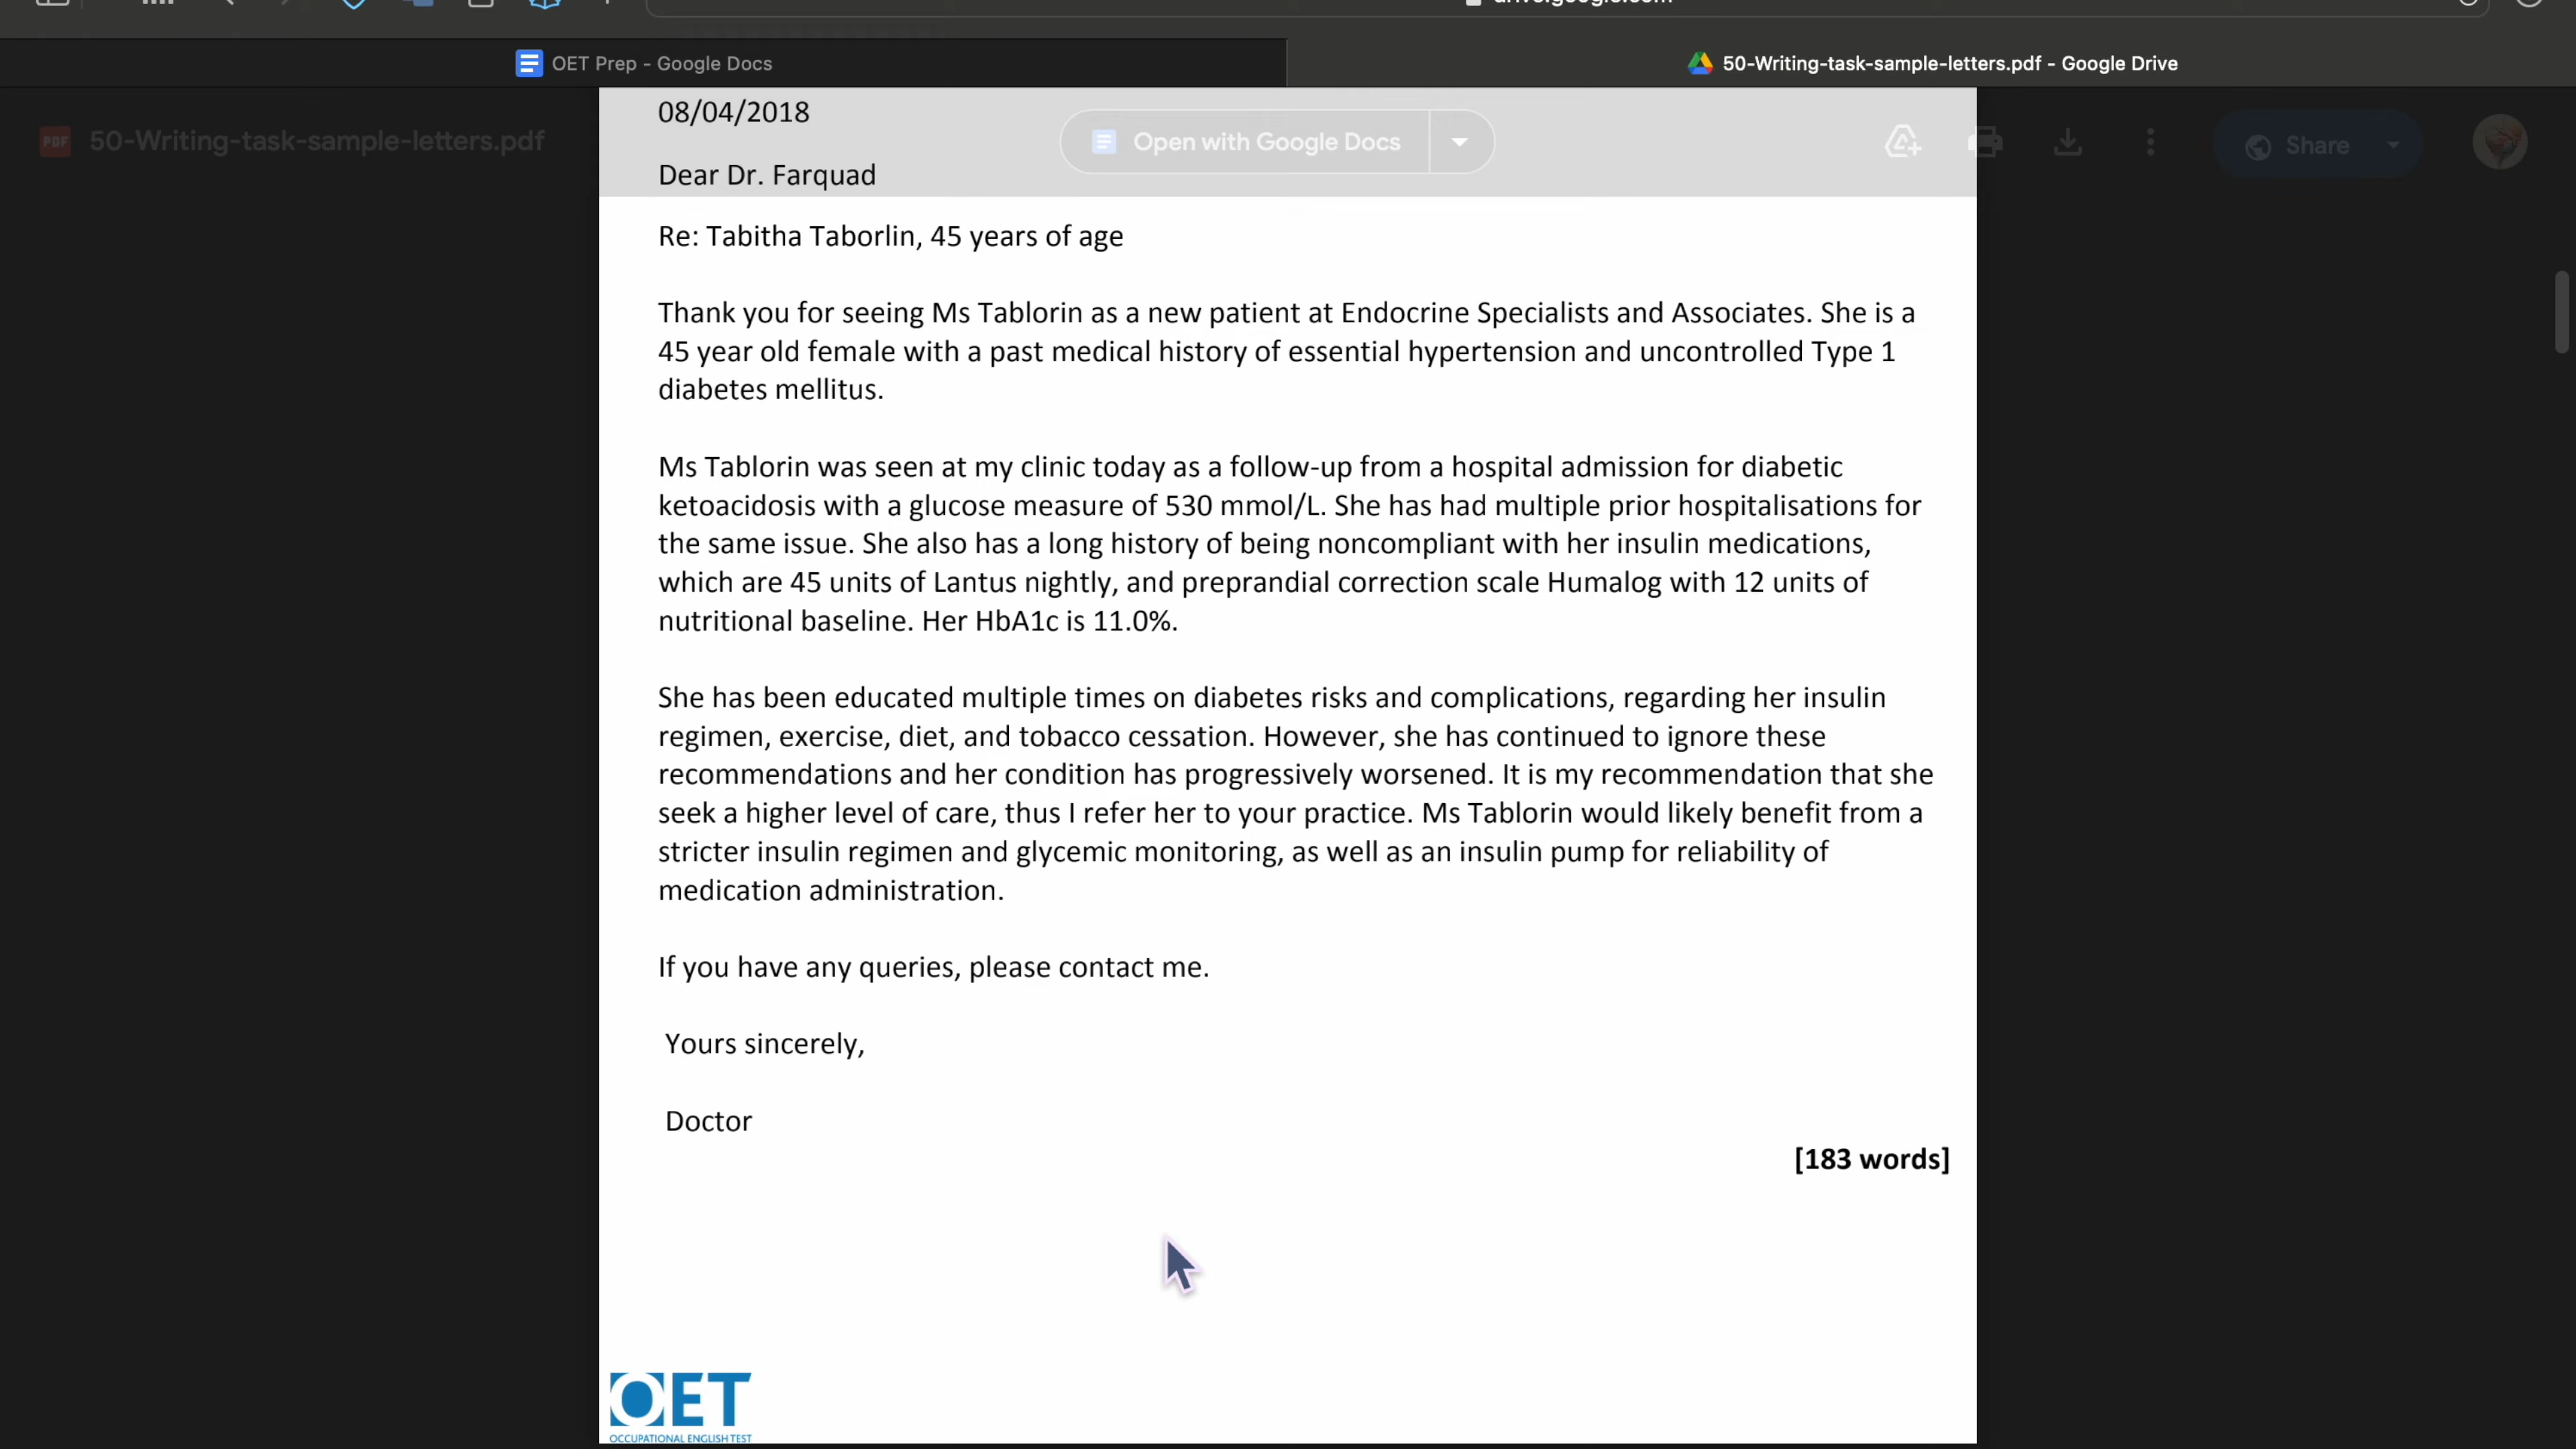 OET Prep - Google Docs
50-Writing-task-sample-letters.pdf - Google Drive
50-Writing-task-sample-letters.pdf
Open with Google Docs
Share
08/04/2018
Dear Dr. Farquad
Re: Tabitha Taborlin, 45 years of age
Thank you for seeing Ms Tablorin as a new patient at Endocrine Specialists and Associates. She is a
45 year old female with a past medical history of essential hypertension and uncontrolled Type 1
diabetes mellitus.
Ms Tablorin was seen at my clinic today as a follow-up from a hospital admission for diabetic
ketoacidosis with a glucose measure of 530 mmol/L. She has had multiple prior hospitalisations for
the same issue. She also has a long history of being noncompliant with her insulin medications,
which are 45 units of Lantus nightly, and preprandial correction scale Humalog with 12 units of
nutritional baseline. Her HbA1c is 11.0%.
She has been educated multiple times on diabetes risks and complications, regarding her insulin
regimen, exercise, diet, and tobacco cessation. However, she has continued to ignore these
recommendations and her condition has progressively worsened. It is my recommendation that she
seek a higher level of care, thus I refer her to your practice. Ms Tablorin would likely benefit from a
stricter insulin regimen and glycemic monitoring, as well as an insulin pump for reliability of
medication administration.
If you have any queries, please contact me.
Yours sincerely,
Doctor
[183 words]
OET
OCCUPATIONAL ENGLISH TEST